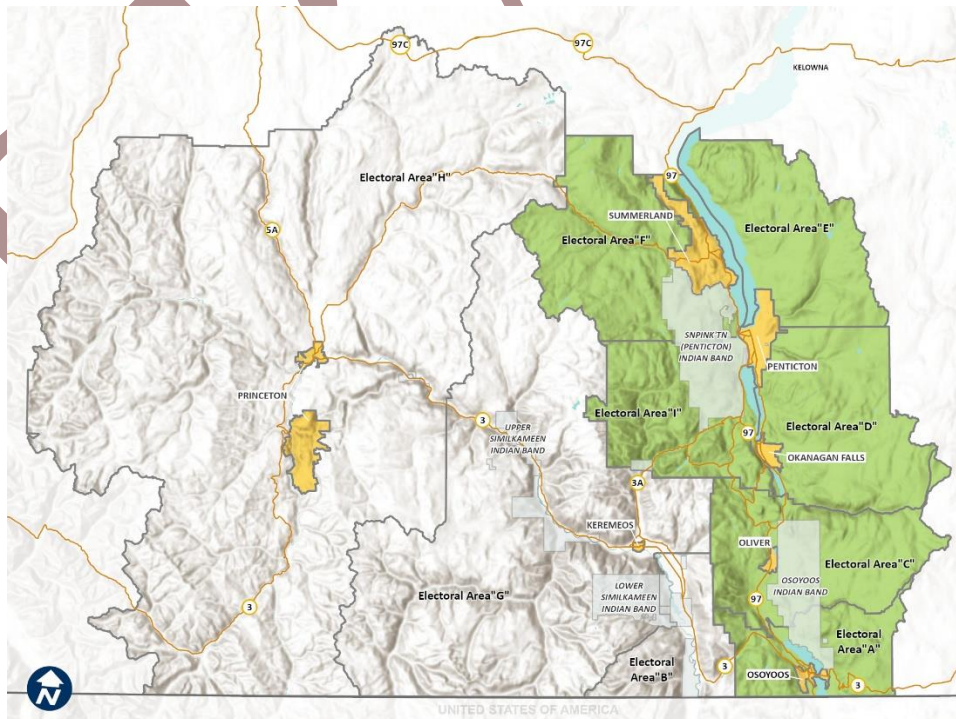 97C
97C
KELOWNA
Electoral Area"H"
97
5A
SUMMERLAND
Electoral Area"F"
Electoral Area"E"
SNPINK'TN
(PENTICTON)
INDIAN BAND
PRINCETON
PENTICTON
Electoral Area"I"
3
UPPER
SIMILKAMEEN
INDIAN BAND
97
Electoral Area"D"
OKANAGAN FALLS
3A
KEREMEOS
OLIVER
Electoral Area"C"
OSOYOOS
INDIAN BAND
LOWER
SIMILKAMEEN
INDIAN BAND
Electoral Area"G"
97
3
Electoral
Area"A"
Electoral
Area"B"
3
OSOYOOS
3
N
UNITED STATES OF AMERICA